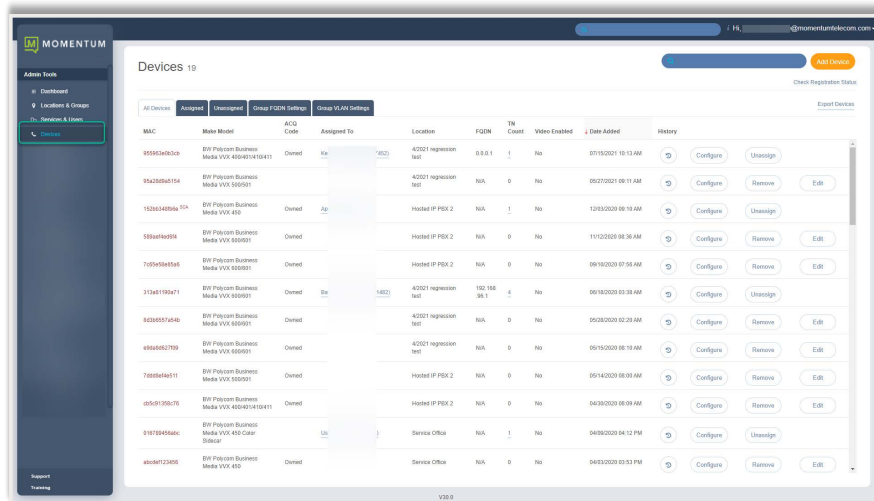 MOMENTUM
Hi, @momentumtelecom.com
Admin Tools
Dashboard
Locations & Groups
Services & Users
Devices
Support
Training
Devices 19
Add Device
Check Registration Status
Export Devices
All Devices Assigned Unassigned Group FQDN Settings Group VLAN Settings
MAC Make Model ACQ Code Assigned To Location FQDN TN Count Video Enabled Date Added History
BW Polycom Business
955963e0b3cb Media VVX 400/401/410/411 Owned Ke 4/2021 regression test 0.0.0.1 1 No 07/15/2021 10:13 AM Configure Unassign
BW Polycom Business
Media VVX 500/501 Owned 4/2021 regression test N/A 0 No 05/27/2021 09:11 AM Configure Remove Edit
BW Polycom Business
Media VVX 450 Owned Ap Hosted IP PBX 2 N/A 1 No 12/03/2020 09:10 AM Configure Unassign
BW Polycom Business
Media VVX 600/601 Owned Hosted IP PBX 2 N/A 0 No 11/12/2020 08:36 AM Configure Remove Edit
BW Polycom Business
Media VVX 600/601 Owned Hosted IP PBX 2 N/A 0 No 09/10/2020 07:56 AM Configure Remove Edit
BW Polycom Business
313a61190a71 Media VVX 600/601 Owned Ba 4/2021 regression test 192.168.96.1 4 No 06/18/2020 03:38 AM Configure Unassign
BW Polycom Business
Media VVX 600/601 Owned 4/2021 regression test N/A 0 No 05/28/2020 02:20 AM Configure Remove Edit
BW Polycom Business
Media VVX 600/601 Owned 4/2021 regression test N/A 0 No 05/15/2020 08:10 AM Configure Remove Edit
BW Polycom Business
7ddd8ef4e511 Media VVX 500/501 Owned Hosted IP PBX 2 N/A 0 No 05/14/2020 08:00 AM Configure Remove Edit
BW Polycom Business
cb5c91358c76 Media VVX 400/401/410/411 Owned Hosted IP PBX 2 N/A 0 No 04/30/2020 08:09 AM Configure Remove Edit
BW Polycom Business
016789456abc Media VVX 450 Color Sidecar Us Service Office N/A 1 No 04/09/2020 04:12 PM Configure Unassign
BW Polycom Business
abcdef123456 Media VVX 450 Owned Service Office N/A 0 No 04/03/2020 03:53 PM Configure Remove Edit
V30.0